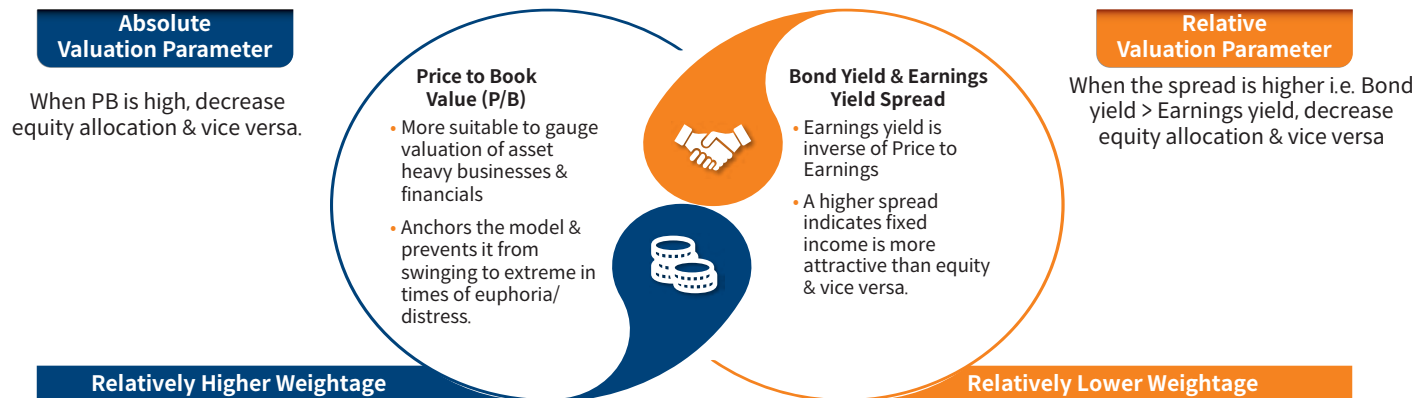 Absolute
Valuation Parameter
When PB is high, decrease
equity allocation & vice versa.
Price to Book
Value (P/B)
• More suitable to gauge
valuation of asset
heavy businesses &
financials
• Anchors the model &
prevents it from
swinging to extreme in
times of euphoria/
distress.
Relatively Higher Weightage
Bond Yield & Earnings
Yield Spread
• Earnings yield is
inverse of Price to
Earnings
• A higher spread
indicates fixed
income is more
attractive than equity
& vice versa.
Relative
Valuation Parameter
When the spread is higher i.e. Bond
yield > Earnings yield, decrease
equity allocation & vice versa
Relatively Lower Weightage